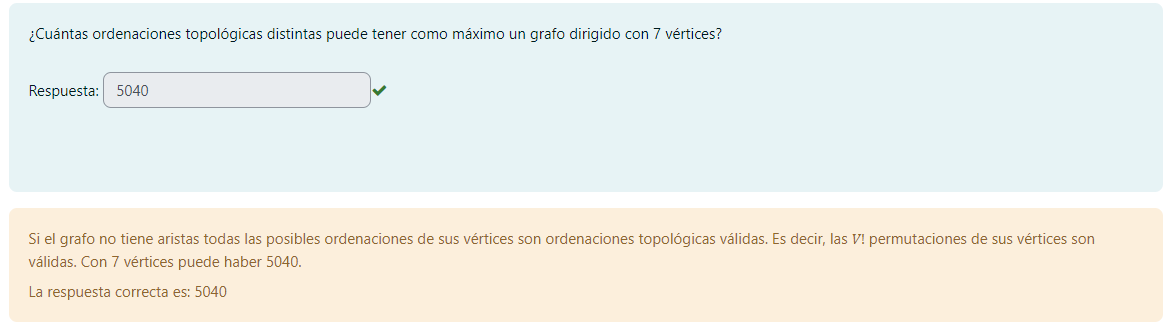 ¿Cuántas ordenaciones topológicas distintas puede tener como máximo un grafo dirigido con 7 vértices?
Respuesta: 5040
Si el grafo no tiene aristas todas las posibles ordenaciones de sus vértices son ordenaciones topológicas válidas. Es decir, las V! permutaciones de sus vértices son
válidas. Con 7 vértices puede haber 5040.
La respuesta correcta es: 5040